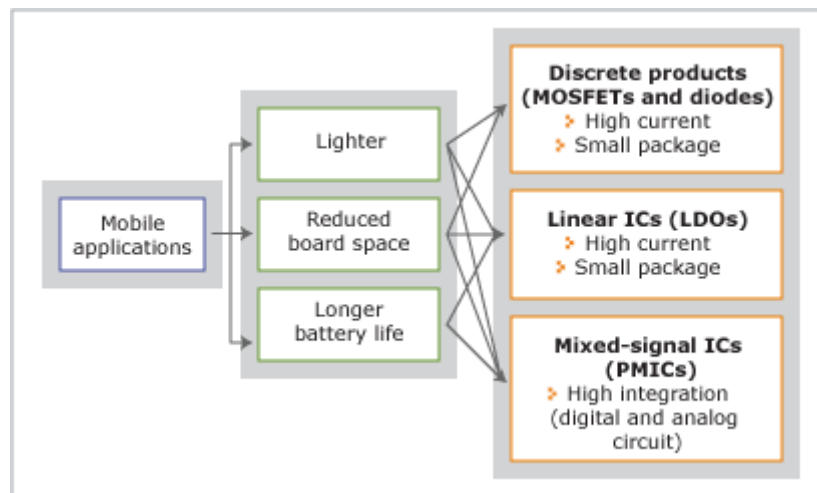 Mobile
applications
Lighter
Reduced
board space
Longer
battery life
Discrete products
(MOSFETs and diodes)
High current
Small package
Linear ICs (LDOs)
High current
Small package
Mixed-signal ICs
(PMICs)
High integration
(digital and analog
circuit)